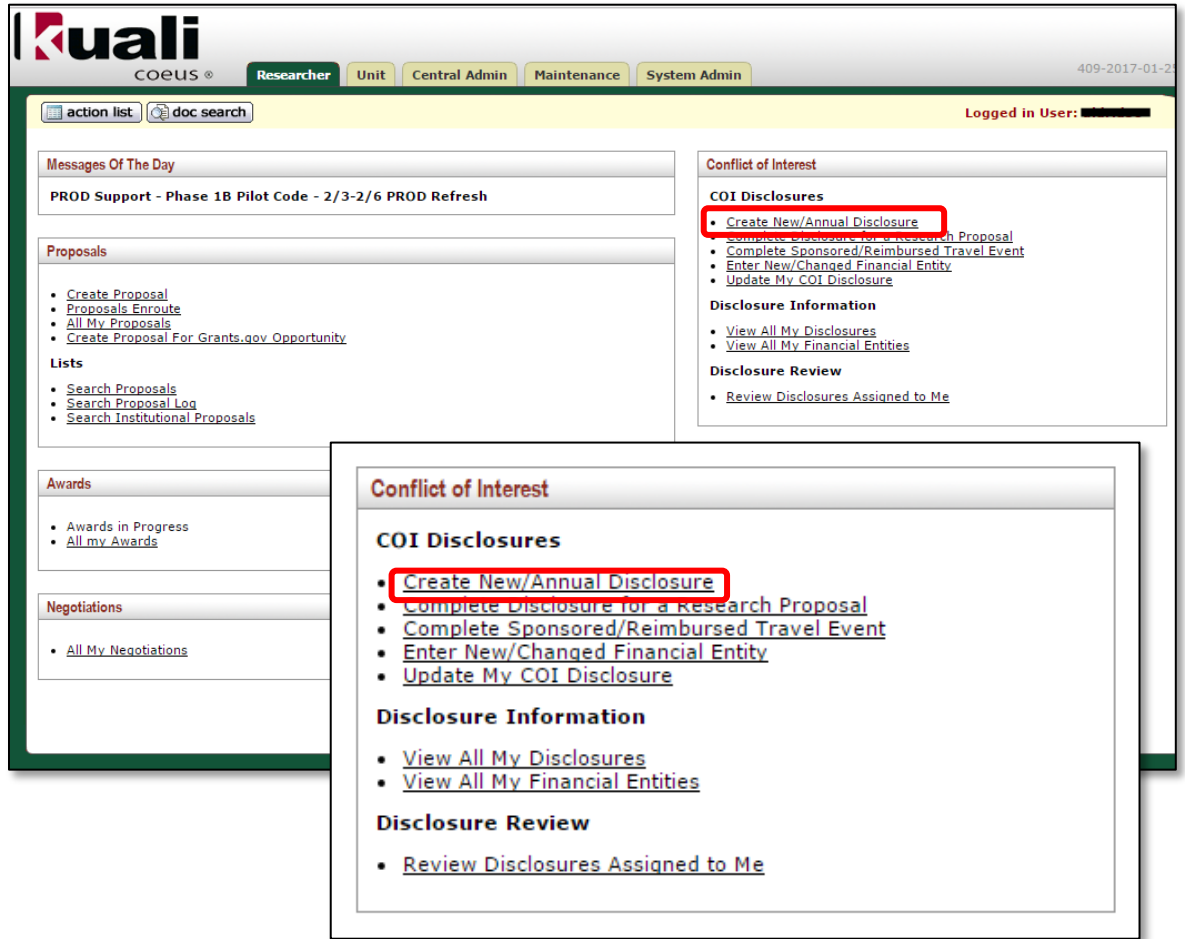 kuali
coeus ®
Researcher Unit Central Admin Maintenance System Admin
409-2017-01-25
action list doc search
Logged in User:
Messages Of The Day
PROD Support - Phase 1B Pilot Code - 2/3-2/6 PROD Refresh
Proposals
• Create Proposal
• Proposals Enroute
• All My Proposals
• Create Proposal For Grants.gov Opportunity
Lists
• Search Proposals
• Search Proposal Log
• Search Institutional Proposals
Awards
• Awards in Progress
• All my Awards
Negotiations
• All My Negotiations
Conflict of Interest
COI Disclosures
• Create New/Annual Disclosure
• Complete Disclosure for a Research Proposal
• Complete Sponsored/Reimbursed Travel Event
• Enter New/Changed Financial Entity
• Update My COI Disclosure
Disclosure Information
• View All My Disclosures
• View All My Financial Entities
Disclosure Review
• Review Disclosures Assigned to Me
Conflict of Interest
COI Disclosures
• Create New/Annual Disclosure
• Complete Disclosure for a Research Proposal
• Complete Sponsored/Reimbursed Travel Event
• Enter New/Changed Financial Entity
• Update My COI Disclosure
Disclosure Information
• View All My Disclosures
• View All My Financial Entities
Disclosure Review
• Review Disclosures Assigned to Me